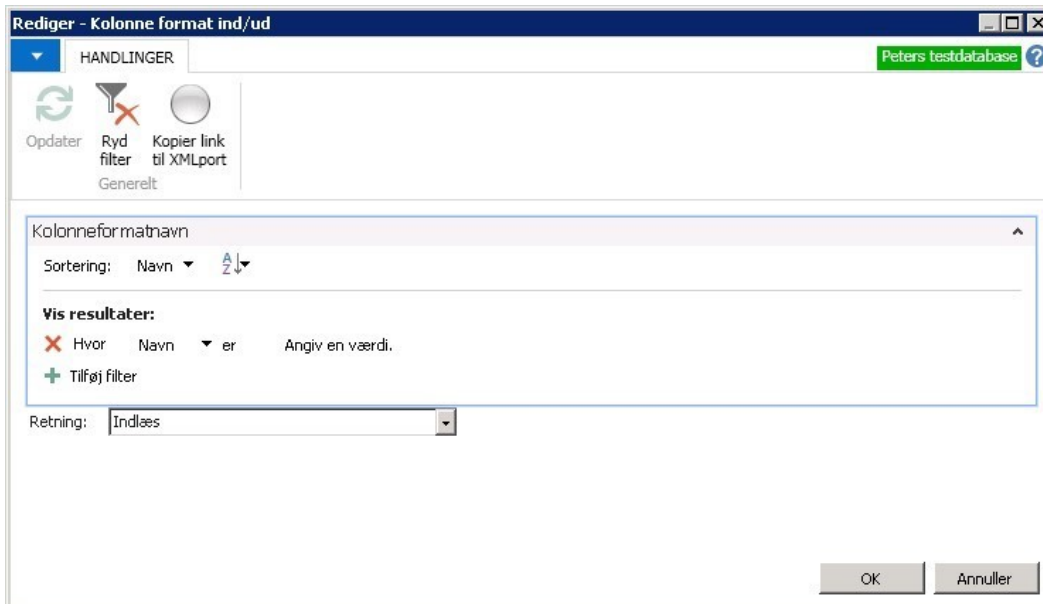 Rediger - Kolonne format ind/ud
HANDLINGER
Peters testdatabase ?
Opdater
Ryd filter
Kopier link til XMLport
Generelt
Kolonneformatnavn
Sortering: Navn AZ
Vis resultater:
Hvor Navn er Angiv en værdi.
Tilføj filter
Retning: Indlæs
OK Annuller